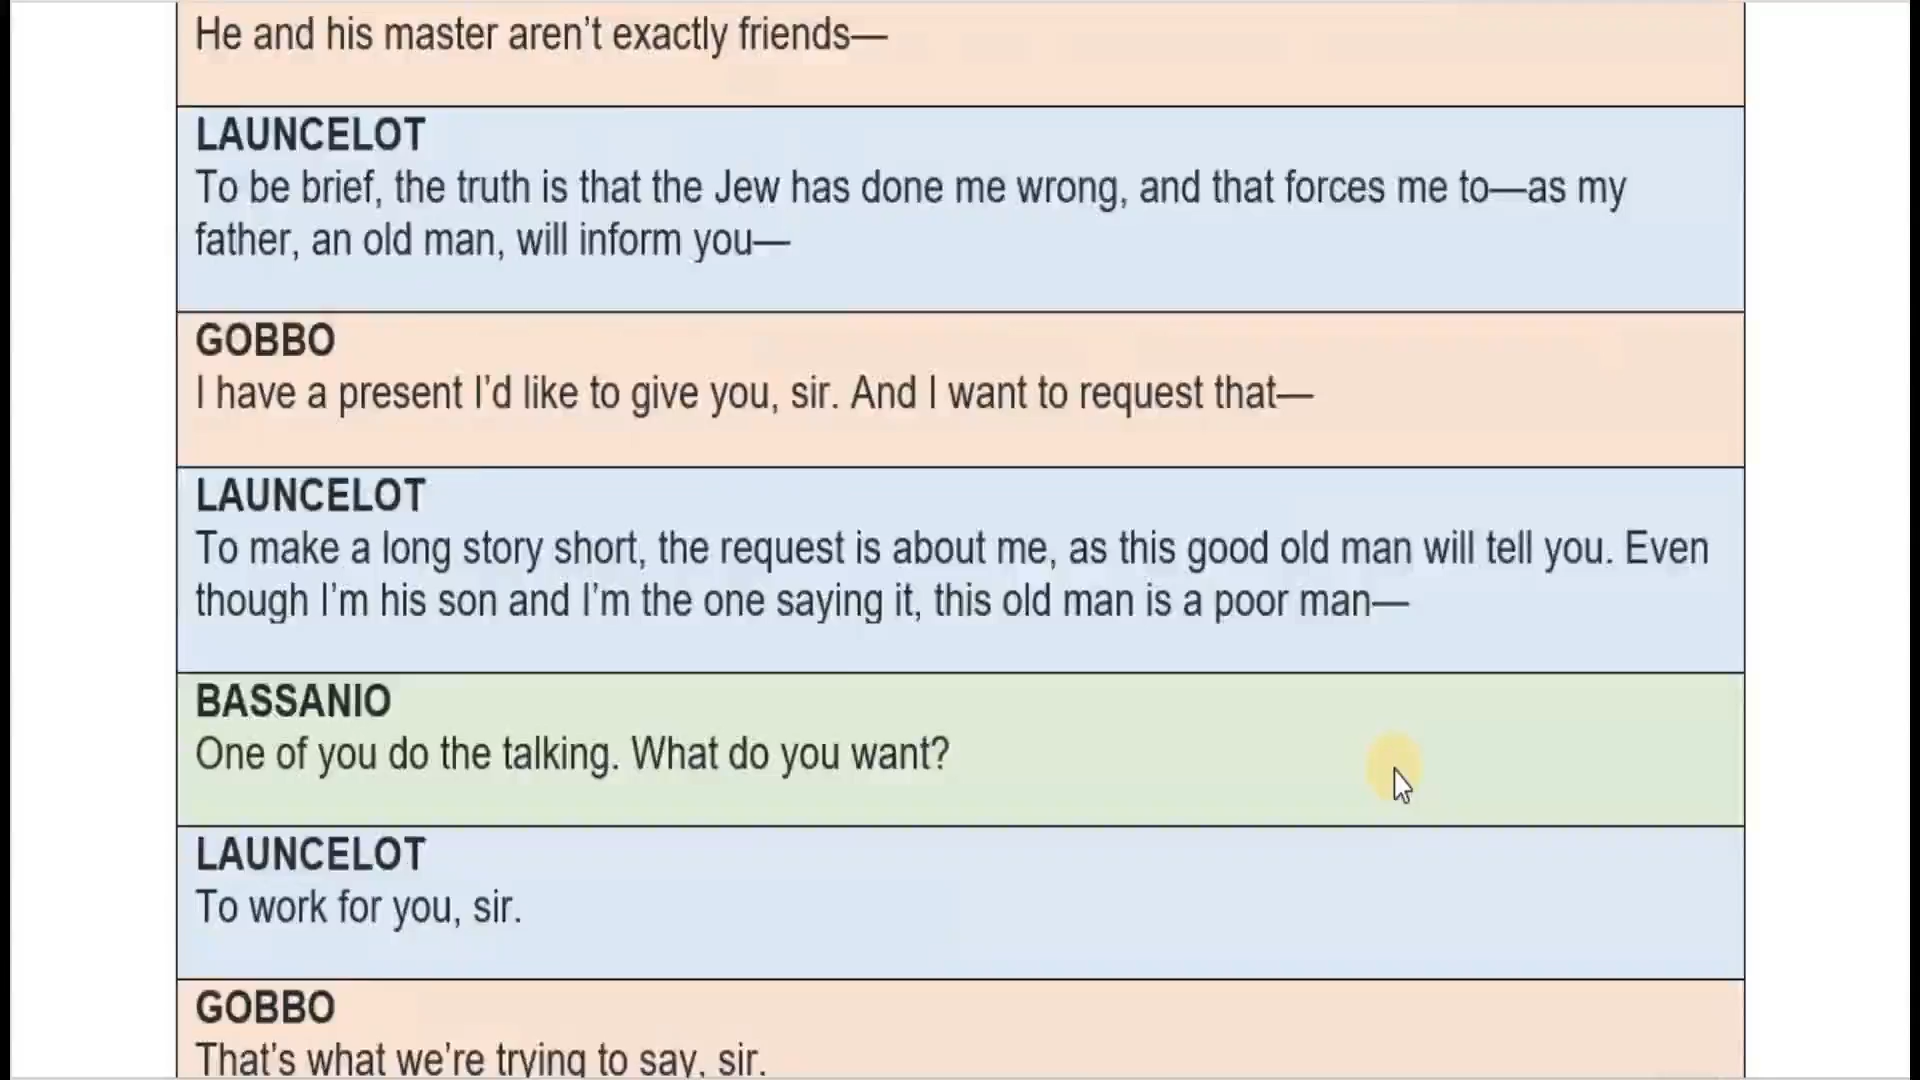 He and his master aren’t exactly friends—
LAUNCELOT
To be brief, the truth is that the Jew has done me wrong, and that forces me to—as my
father, an old man, will inform you—
GOBBO
I have a present I’d like to give you, sir. And I want to request that—
LAUNCELOT
To make a long story short, the request is about me, as this good old man will tell you. Even
though I’m his son and I’m the one saying it, this old man is a poor man—
BASSANIO
One of you do the talking. What do you want?
LAUNCELOT
To work for you, sir.
GOBBO
That’s what we’re trying to say, sir.